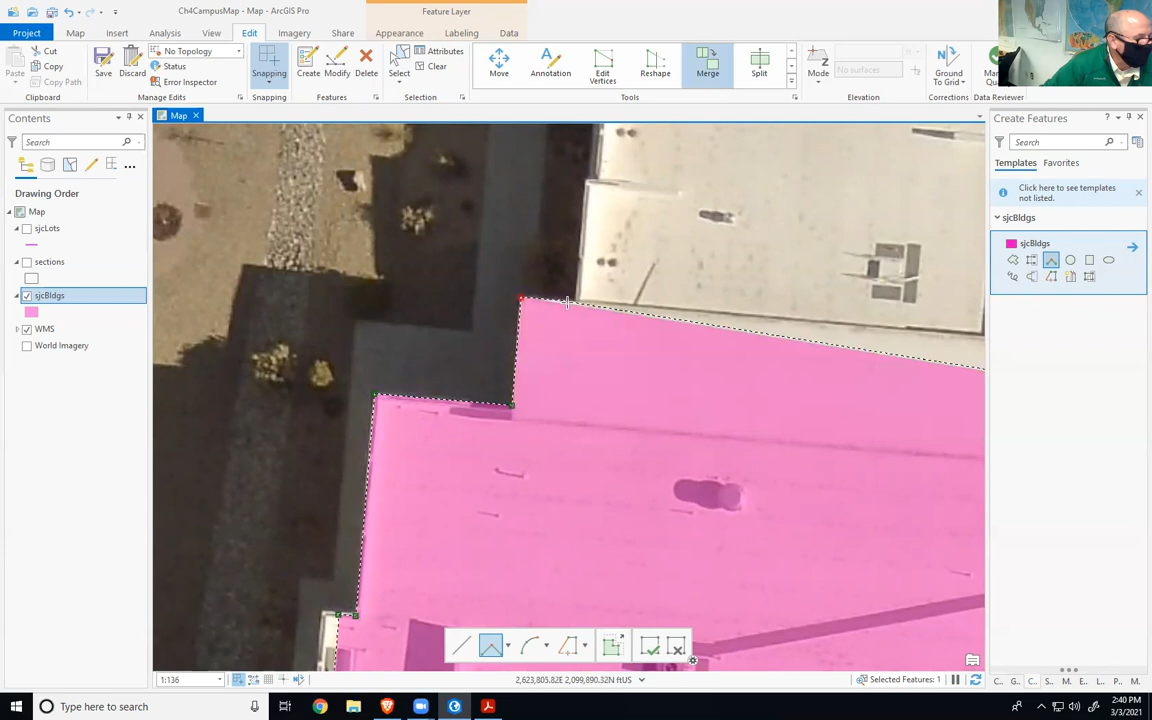 Ch4CampusMap - Map - ArcGIS Pro
Feature Layer
Project
Map
Insert
Analysis
View
Edit
Imagery
Share
Appearance
Labeling
Data
Paste
Cut
Copy
Copy Path
Clipboard
Save
Discard
No Topology
Status
Error Inspector
Manage Edits
Snapping
Snapping
Create
Modify
Delete
Features
Select
Attributes
Clear
Selection
Move
Annotation
Edit
Vertices
Reshape
Merge
Split
Tools
Mode
No surfaces
Elevation
Ground
To Grid
Corrections
Data Reviewer
Contents
Search
Drawing Order
Map
sjcLots
sections
sjcBldgs
WMS
World Imagery
Map
1:136
2,623,805.82E 2,099,890.32N ftUS
Selected Features: 1
Create Features
Search
Templates
Favorites
Click here to see templates
not listed.
sjcBldgs
sjcBldgs
C...
G...
C...
S...
M...
E...
L...
P...
M...
Type here to search
2:40 PM
3/3/2021